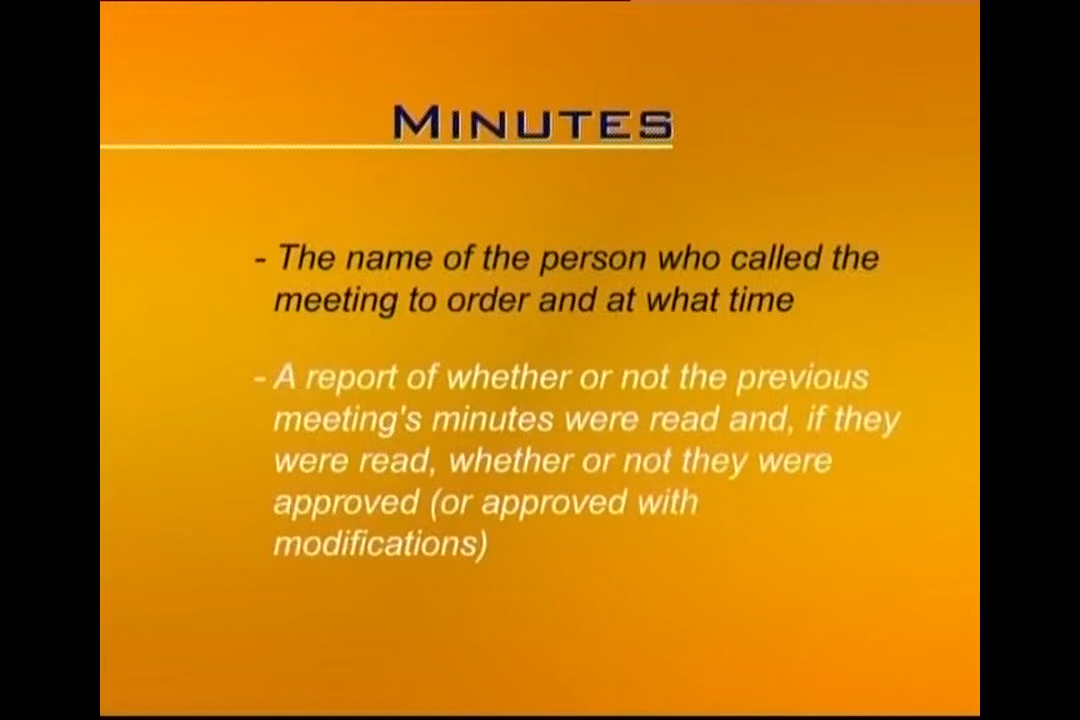 MINUTES
- The name of the person who called the
meeting to order and at what time
- A report of whether or not the previous
meeting's minutes were read and, if they
were read, whether or not they were
approved (or approved with
modifications)